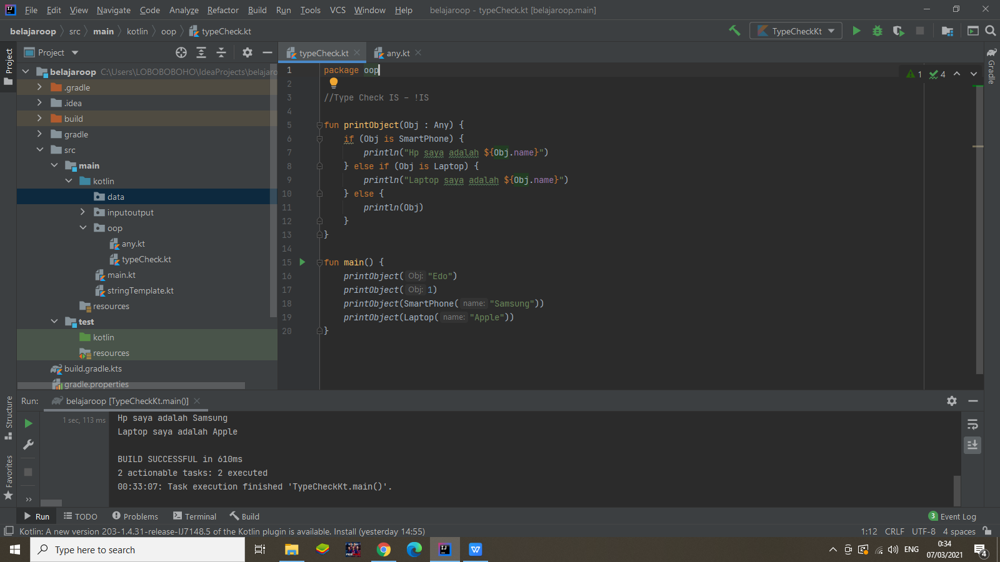 File Edit View Navigate Code Analyze Refactor Build Run Tools VCS Window Help belajaroop - typeCheck.kt [belajaroop.main]
belajaroop src main kotlin oop typeCheck.kt TypeCheckKt
Project
typeCheck.kt any.kt
belajaroop C:\Users\LOBOBOBOHO\IdeaProjects\belajaro
.gradle
.idea
build
gradle
src
main
kotlin
data
inputoutput
oop
any.kt
typeCheck.kt
main.kt
stringTemplate.kt
resources
test
kotlin
resources
build.gradle.kts
gradle.properties
Project
Structure
Favorites
Gradle
1 4
1 package oop
2
3 //Type Check IS - !IS
4
5 fun printObject(Obj : Any) {
6 if (Obj is SmartPhone) {
7 println("Hp saya adalah ${Obj.name}")
8 } else if (Obj is Laptop) {
9 println("Laptop saya adalah ${Obj.name}")
10 } else {
11 println(Obj)
12 }
13 }
14
15 fun main() {
16 printObject( Obj: "Edo")
17 printObject( Obj: 1)
18 printObject(SmartPhone( name: "Samsung"))
19 printObject(Laptop( name: "Apple"))
20 }
Run: belajaroop [TypeCheckKt.main()]
1 sec, 113 ms
Hp saya adalah Samsung
Laptop saya adalah Apple
BUILD SUCCESSFUL in 610ms
2 actionable tasks: 2 executed
00:33:07: Task execution finished 'TypeCheckKt.main()'.
Run TODO Problems Terminal Build 3 Event Log
Kotlin: A new version 203-1.4.31-release-IJ7148.5 of the Kotlin plugin is available. Install (yesterday 14:55) 1:12 CRLF UTF-8 4 spaces
Type here to search
ENG
0:34
07/03/2021
4